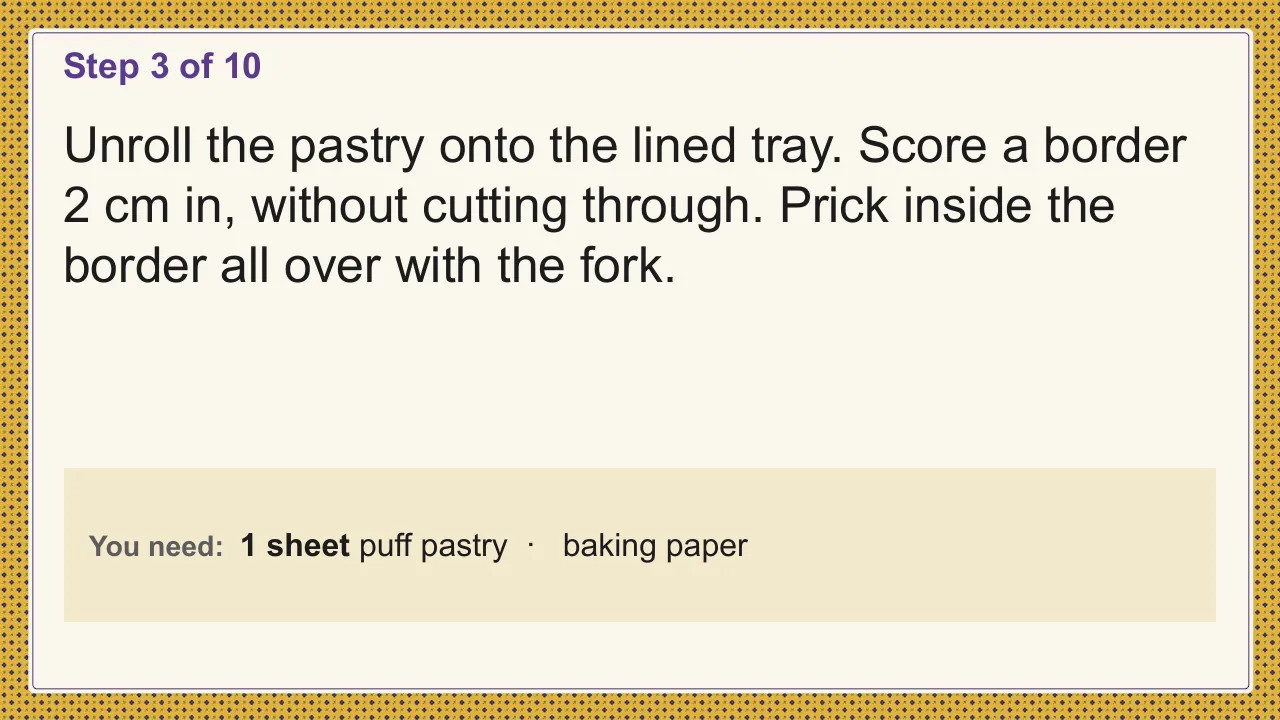 Step 3 of 10
Unroll the pastry onto the lined tray. Score a border
2 cm in, without cutting through. Prick inside the
border all over with the fork.
You need: 1 sheet puff pastry · baking paper